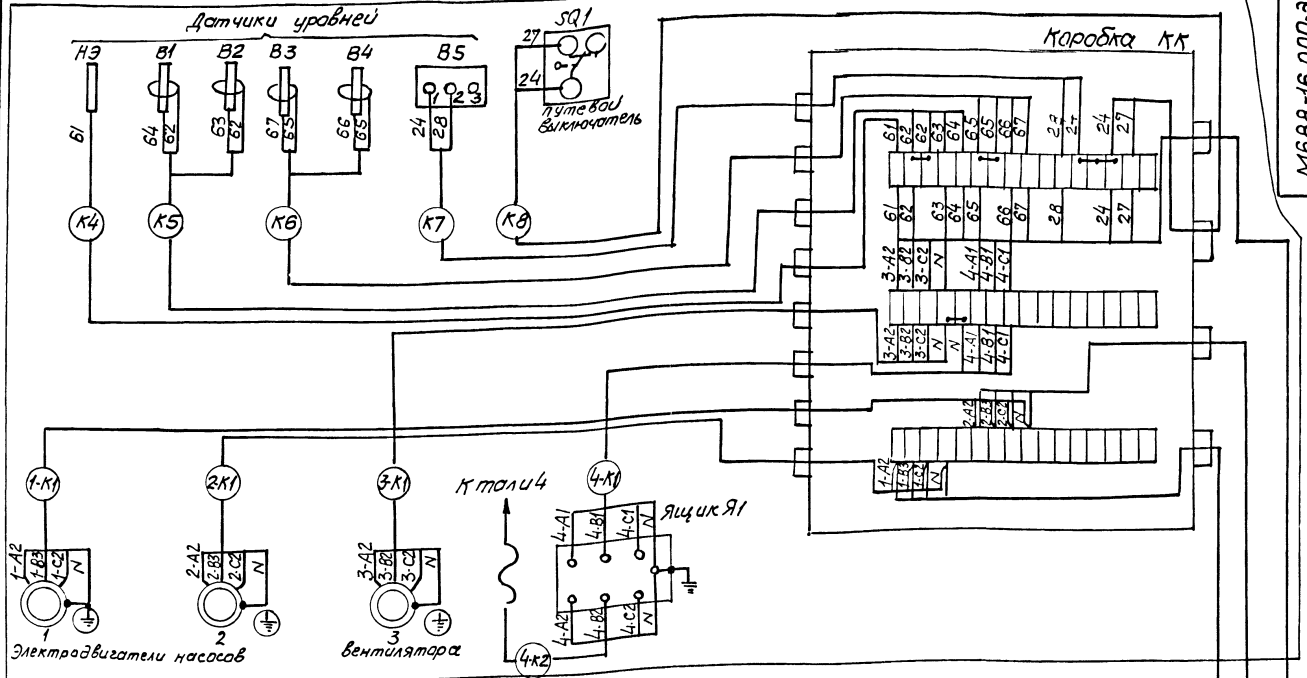 Датчики уровней
НЭ В1 В2 В3 В4 В5
SQ1
27
24
путевой
выключатель
1 2 3
61
64 62
63 62
67 65
66 65
24 28
К4 К5 К6 К7 К8
Коробка КК
61 62 62 63 64 65 65 66 67 28 27 24 27
61 62 63 64 65 66 67 28 24 27
3-А2 3-В2 3-С2 N 4-А1 4-В1 4-С1
3-А2 3-В2 3-С2 N N 4-А1 4-В1 4-С1
2-А2 2-В3 2-С2 N
1-А2 1-В3 1-С2 N
1-К1 2-К1 3-К1
К тали 4
4-К1
Ящик Я1
4-А1 4-В1 4-С1 N
4-А2 4-В2 4-С2 N
4-К2
1-А2 1-В3 1-С2 N
2-А2 2-В3 2-С2 N
3-А2 3-В2 3-С2 N
1 2 3
Электродвигатели насосов
вентилятора